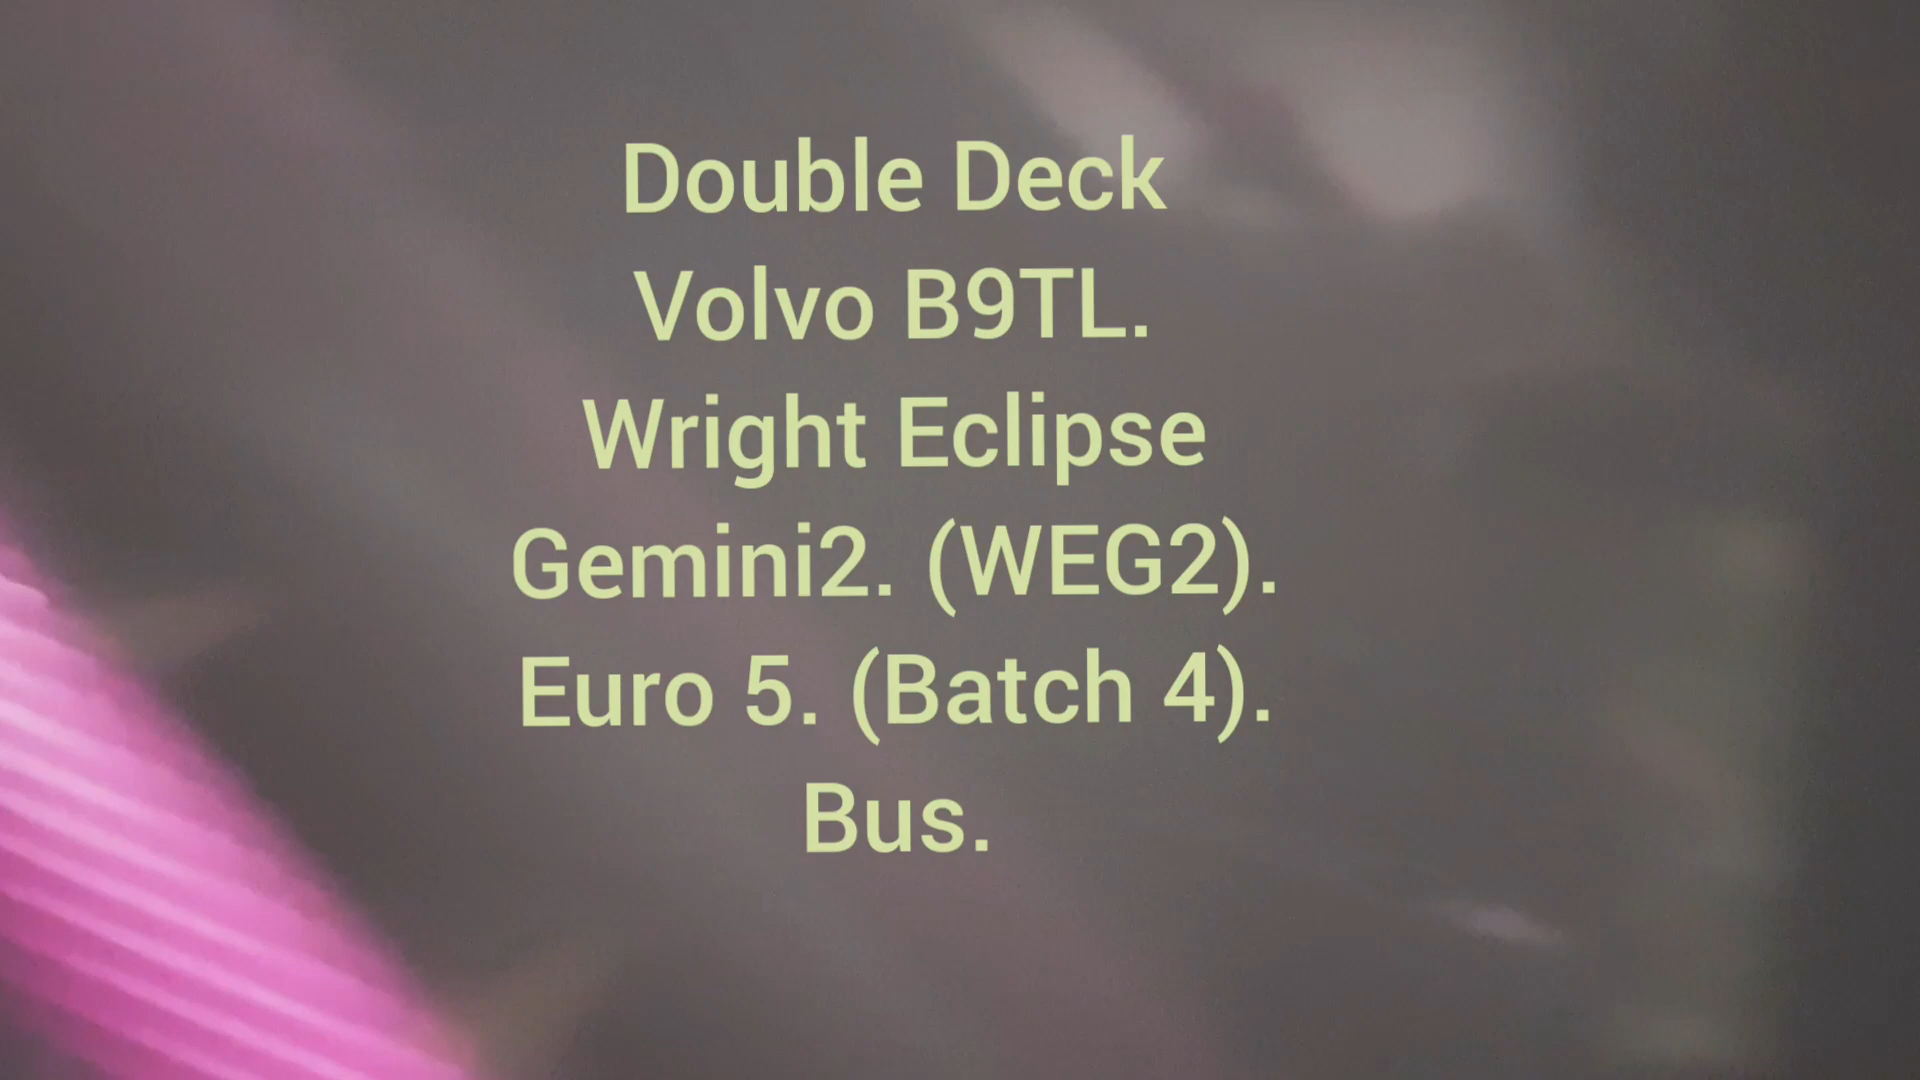 Double Deck
Volvo B9TL.
Wright Eclipse
Gemini2. (WEG2).
Euro 5. (Batch 4).
Bus.